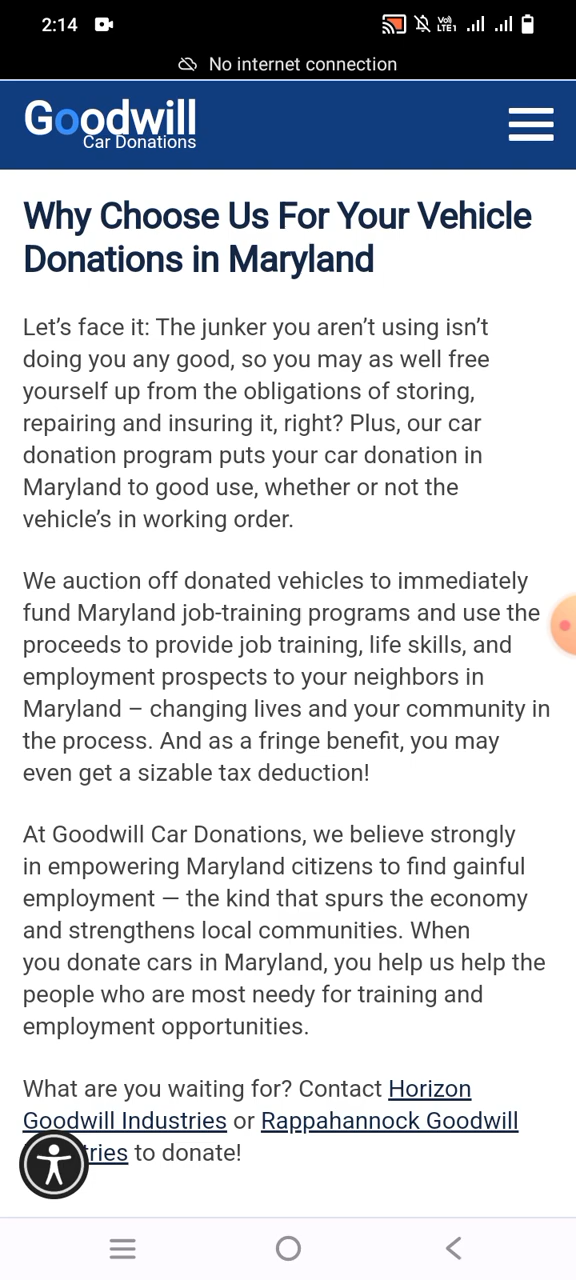 2:14
Vo) LTE1
No internet connection
Goodwill
Car Donations
Why Choose Us For Your Vehicle
Donations in Maryland
Let’s face it: The junker you aren’t using isn’t
doing you any good, so you may as well free
yourself up from the obligations of storing,
repairing and insuring it, right? Plus, our car
donation program puts your car donation in
Maryland to good use, whether or not the
vehicle’s in working order.
We auction off donated vehicles to immediately
fund Maryland job-training programs and use the
proceeds to provide job training, life skills, and
employment prospects to your neighbors in
Maryland – changing lives and your community in
the process. And as a fringe benefit, you may
even get a sizable tax deduction!
At Goodwill Car Donations, we believe strongly
in empowering Maryland citizens to find gainful
employment — the kind that spurs the economy
and strengthens local communities. When
you donate cars in Maryland, you help us help the
people who are most needy for training and
employment opportunities.
What are you waiting for? Contact Horizon
Goodwill Industries or Rappahannock Goodwill
tries to donate!